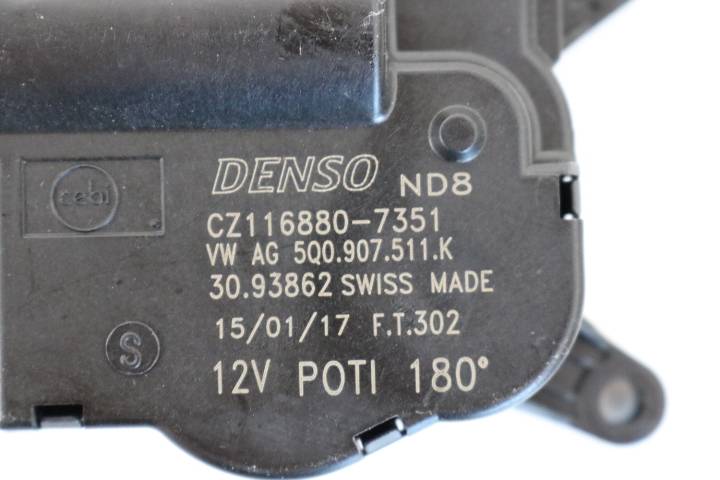 DENSO ND8
cebi
CZ116880-7351
VW AG 5Q0.907.511.K
30.93862 SWISS MADE
15/01/17 F.T.302
S
12V POTI 180°